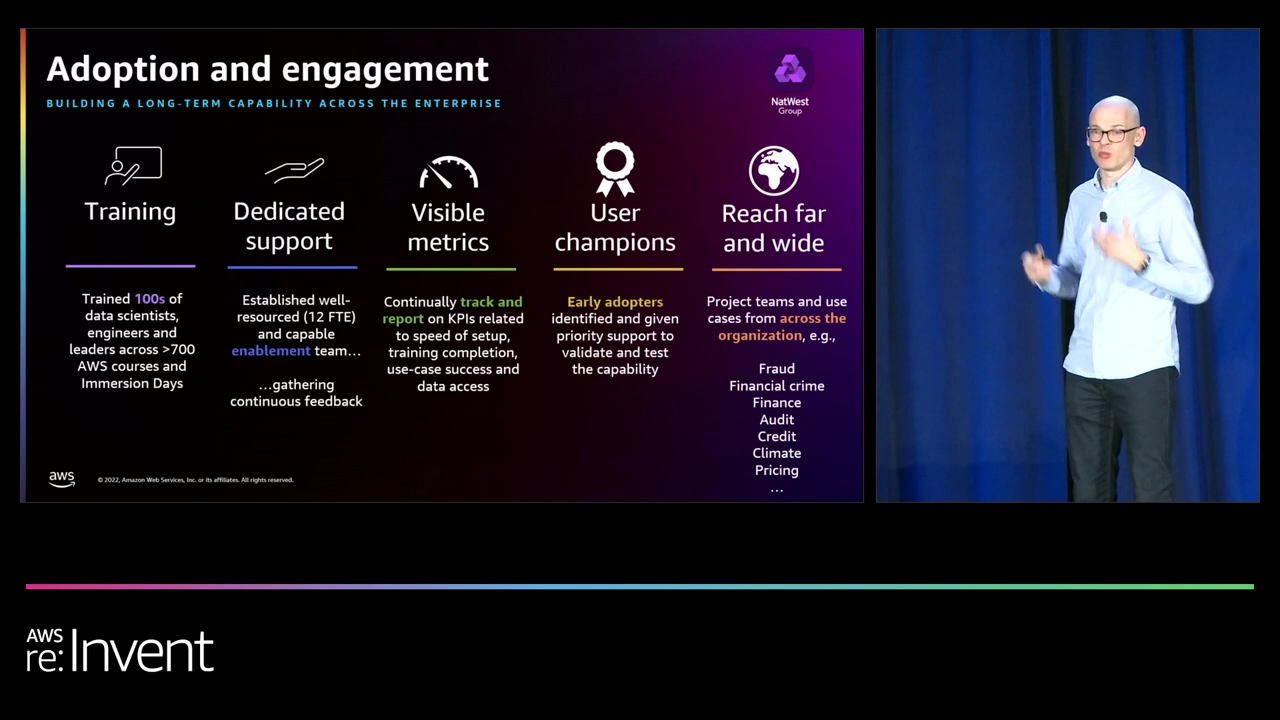 Adoption and engagement
BUILDING A LONG-TERM CAPABILITY ACROSS THE ENTERPRISE
NatWest
Group
Training
Trained 100s of
data scientists,
engineers and
leaders across >700
AWS courses and
Immersion Days
Dedicated
support
Established well-
resourced (12 FTE)
and capable
enablement team…
…gathering
continuous feedback
Visible
metrics
Continually track and
report on KPIs related
to speed of setup,
training completion,
use-case success and
data access
User
champions
Early adopters
identified and given
priority support to
validate and test
the capability
Reach far
and wide
Project teams and use
cases from across the
organization, e.g.,
Fraud
Financial crime
Finance
Audit
Credit
Climate
Pricing
…
aws
© 2022, Amazon Web Services, Inc. or its affiliates. All rights reserved.
AWS
re:Invent